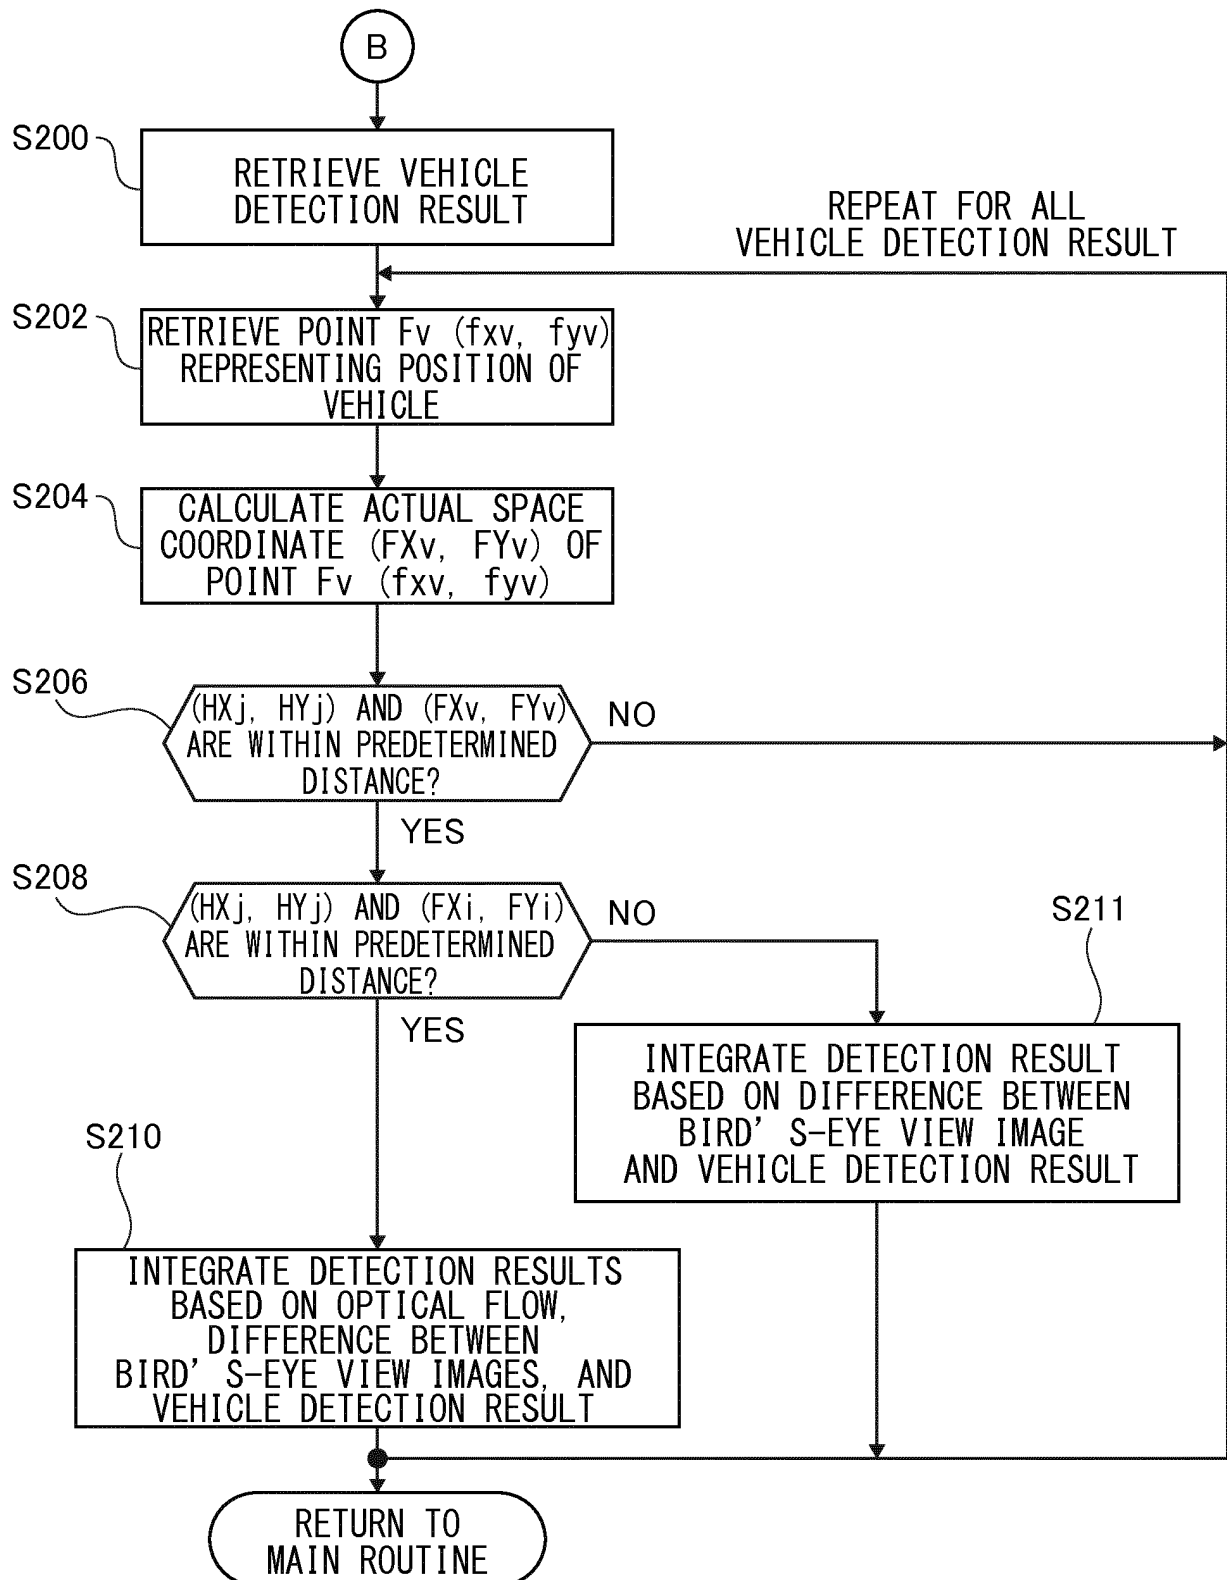 B
S200
RETRIEVE VEHICLE
DETECTION RESULT
REPEAT FOR ALL
VEHICLE DETECTION RESULT
S202
RETRIEVE POINT Fv (fxv, fyv)
REPRESENTING POSITION OF
VEHICLE
S204
CALCULATE ACTUAL SPACE
COORDINATE (FXv, FYv) OF
POINT Fv (fxv, fyv)
S206
(HXj, HYj) AND (FXv, FYv)
ARE WITHIN PREDETERMINED
DISTANCE?
NO
YES
S208
(HXj, HYj) AND (FXi, FYi)
ARE WITHIN PREDETERMINED
DISTANCE?
NO
YES
S211
INTEGRATE DETECTION RESULT
BASED ON DIFFERENCE BETWEEN
BIRD' S-EYE VIEW IMAGE
AND VEHICLE DETECTION RESULT
S210
INTEGRATE DETECTION RESULTS
BASED ON OPTICAL FLOW,
DIFFERENCE BETWEEN
BIRD' S-EYE VIEW IMAGES, AND
VEHICLE DETECTION RESULT
RETURN TO
MAIN ROUTINE